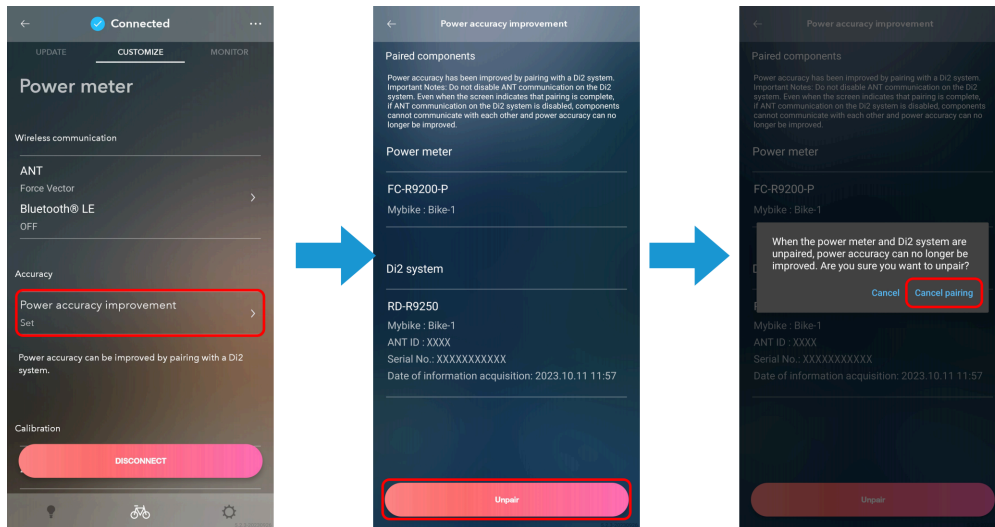 Connected
UPDATE CUSTOMIZE MONITOR
Power meter
Wireless communication
ANT
Force Vector
Bluetooth® LE
OFF
Accuracy
Power accuracy improvement
Set
Power accuracy can be improved by pairing with a Di2
system.
Calibration
DISCONNECT
Power accuracy improvement
Paired components
Power accuracy has been improved by pairing with a Di2 system.
Important Notes: Do not disable ANT communication on the Di2
system. Even when the screen indicates that pairing is complete,
if ANT communication on the Di2 system is disabled, components
cannot communicate with each other and power accuracy can no
longer be improved.
Power meter
FC-R9200-P
Mybike : Bike-1
Di2 system
RD-R9250
Mybike : Bike-1
ANT ID : XXXX
Serial No.: XXXXXXXXXXX
Date of information acquisition: 2023.10.11 11:57
Unpair
Power accuracy improvement
Paired components
Power accuracy has been improved by pairing with a Di2 system.
Important Notes: Do not disable ANT communication on the Di2
system. Even when the screen indicates that pairing is complete,
if ANT communication on the Di2 system is disabled, components
cannot communicate with each other and power accuracy can no
longer be improved.
Power meter
FC-R9200-P
Mybike : Bike-1
When the power meter and Di2 system are
unpaired, power accuracy can no longer be
improved. Are you sure you want to unpair?
Cancel Cancel pairing
Mybike : Bike-1
ANT ID : XXXX
Serial No.: XXXXXXXXXXX
Date of information acquisition: 2023.10.11 11:57
Unpair